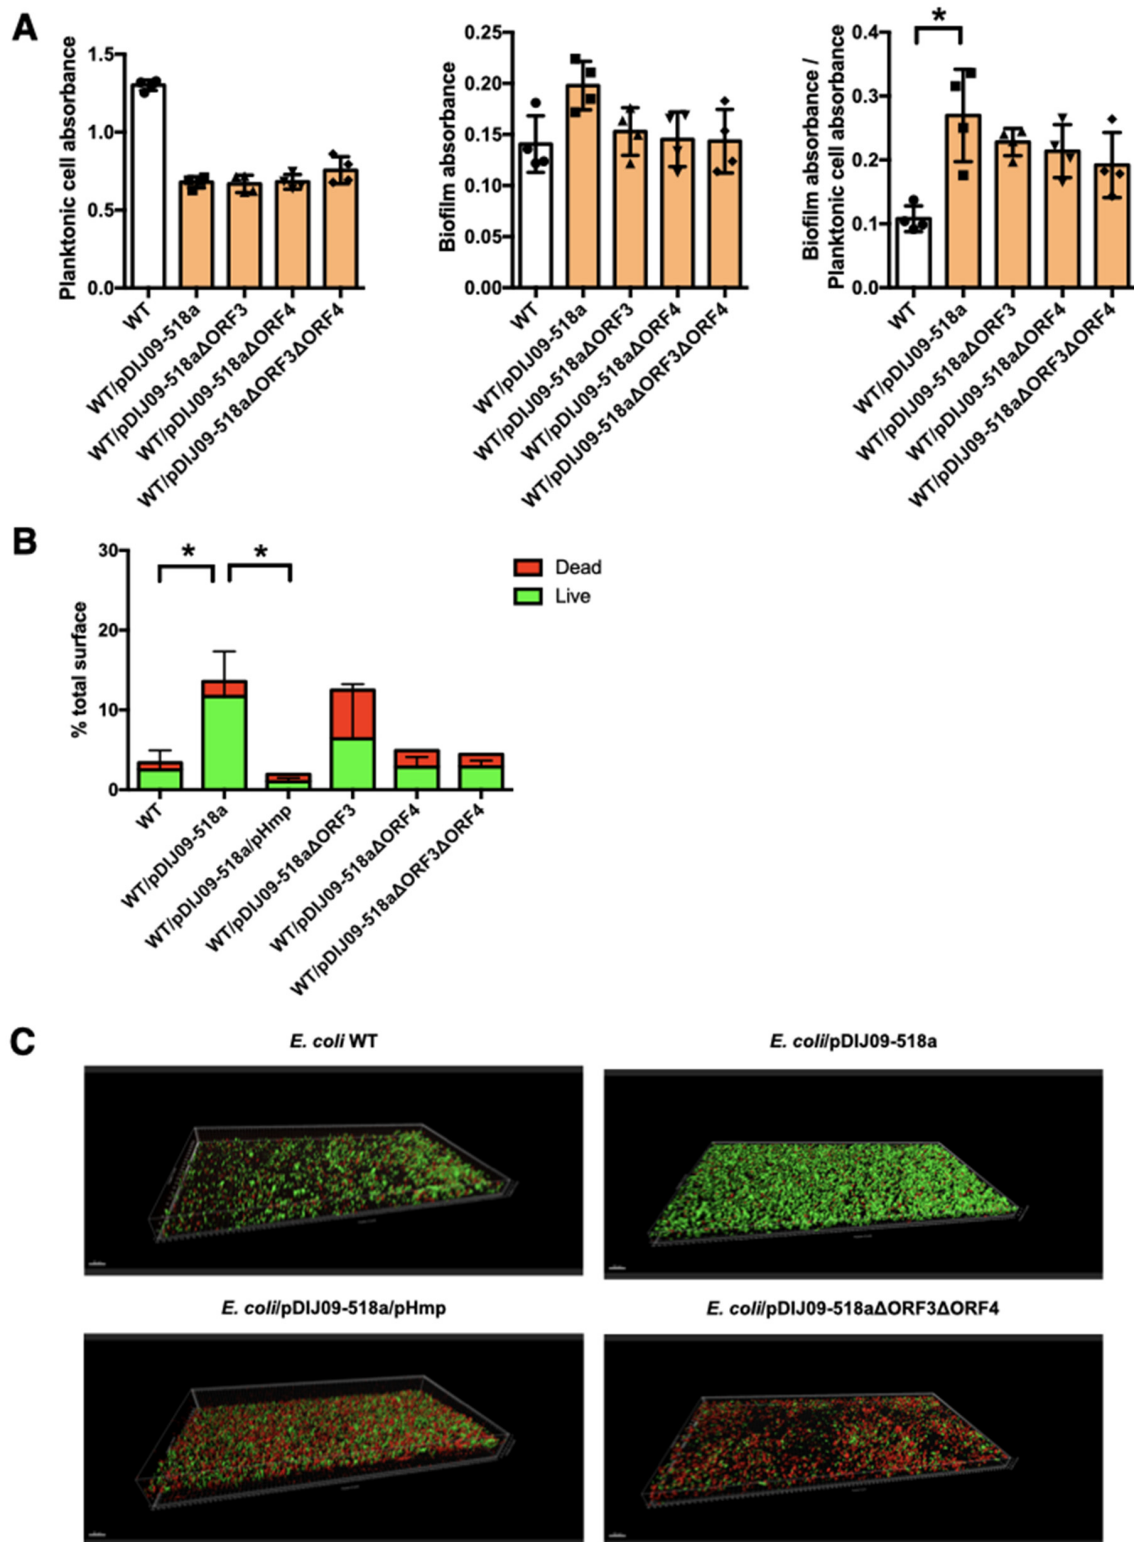 A
Planktonic cell absorbance
1.5
1.0
0.5
0.0
WT
WT/pDIJ09-518a
WT/pDIJ09-518aΔORF3
WT/pDIJ09-518aΔORF4
WT/pDIJ09-518aΔORF3ΔORF4
Biofilm absorbance
0.25
0.20
0.15
0.10
0.05
0.00
WT
WT/pDIJ09-518a
WT/pDIJ09-518aΔORF3
WT/pDIJ09-518aΔORF4
WT/pDIJ09-518aΔORF3ΔORF4
Biofilm absorbance /
Planktonic cell absorbance
*
0.4
0.3
0.2
0.1
0.0
WT
WT/pDIJ09-518a
WT/pDIJ09-518aΔORF3
WT/pDIJ09-518aΔORF4
WT/pDIJ09-518aΔORF3ΔORF4
B
% total surface
30
20
10
0
* *
Dead
Live
WT
WT/pDIJ09-518a
WT/pDIJ09-518a/pHmp
WT/pDIJ09-518aΔORF3
WT/pDIJ09-518aΔORF4
WT/pDIJ09-518aΔORF3ΔORF4
C
E. coli WT
E. coli/pDIJ09-518a
E. coli/pDIJ09-518a/pHmp
E. coli/pDIJ09-518aΔORF3ΔORF4